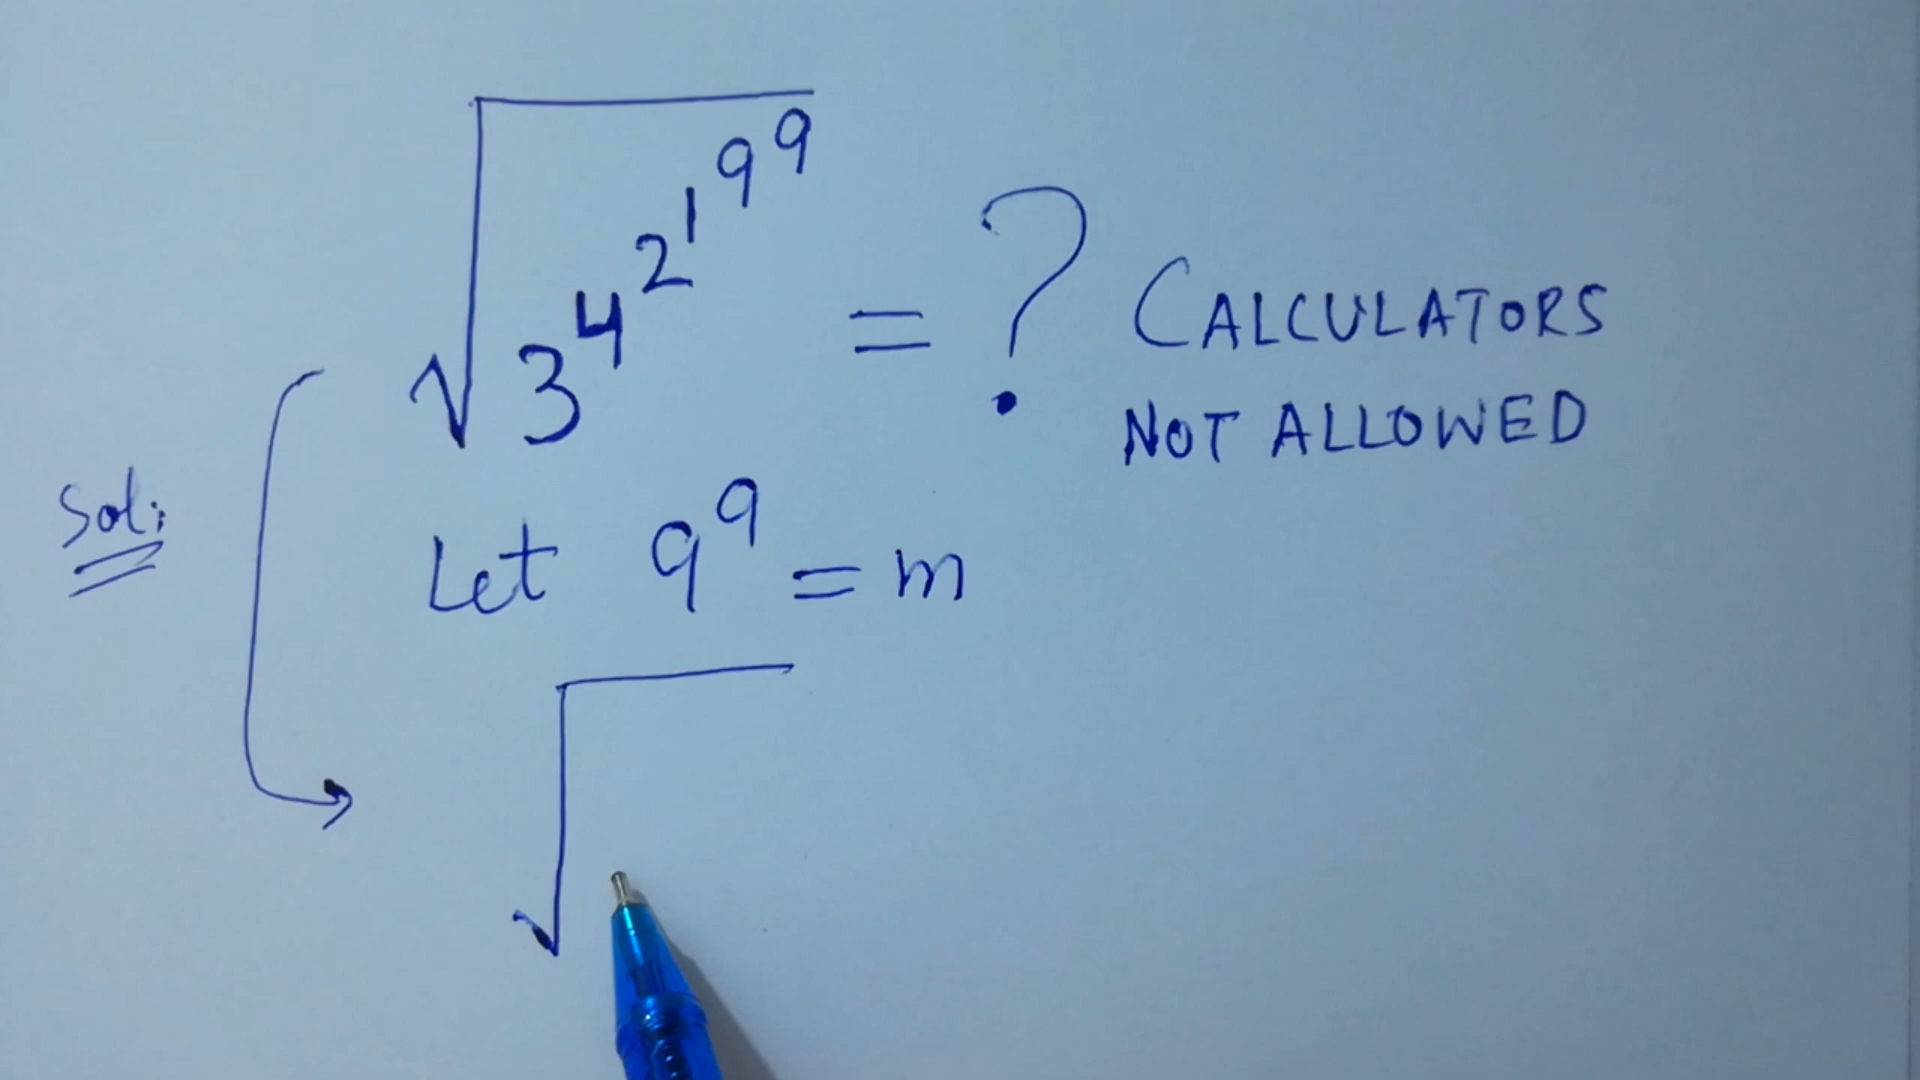 √3^4^2^1^9^9 = ? CALCULATORS
NOT ALLOWED
Sol:
Let 9^9 = m
√